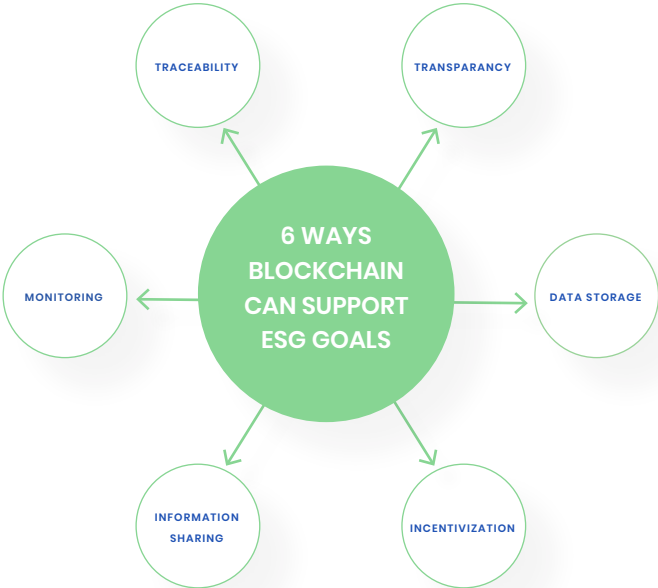 TRACEABILITY
TRANSPARANCY
6 WAYS
BLOCKCHAIN
CAN SUPPORT
ESG GOALS
MONITORING
DATA STORAGE
INFORMATION
SHARING
INCENTIVIZATION